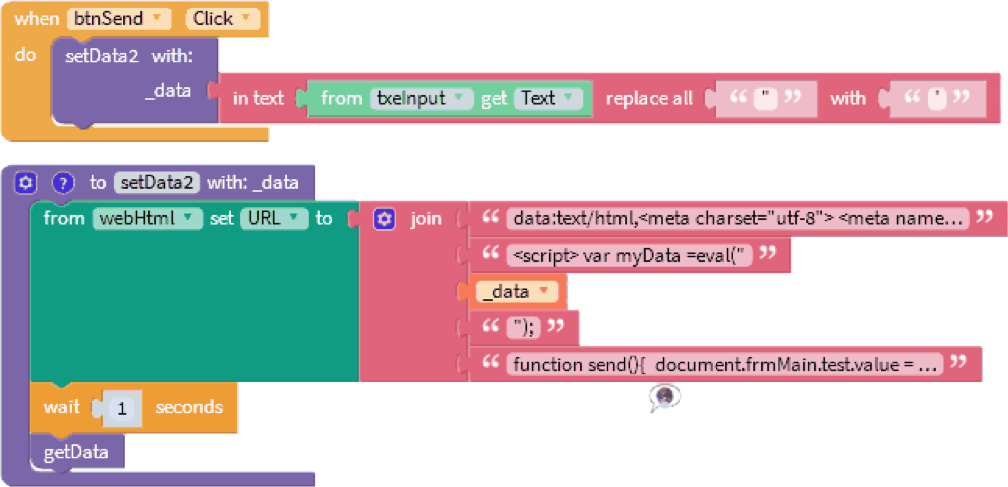 when btnSend Click
do setData2 with:
_data in text from txeInput get Text replace all “ " ” with “ ' ”
? to setData2 with: _data
from webHtml set URL to join “ data:text/html,<meta charset="utf-8"> <meta name... ”
“ <script> var myData =eval(" ”
_data
“ "); ”
“ function send(){ document.frmMain.test.value = ... ”
wait 1 seconds
getData